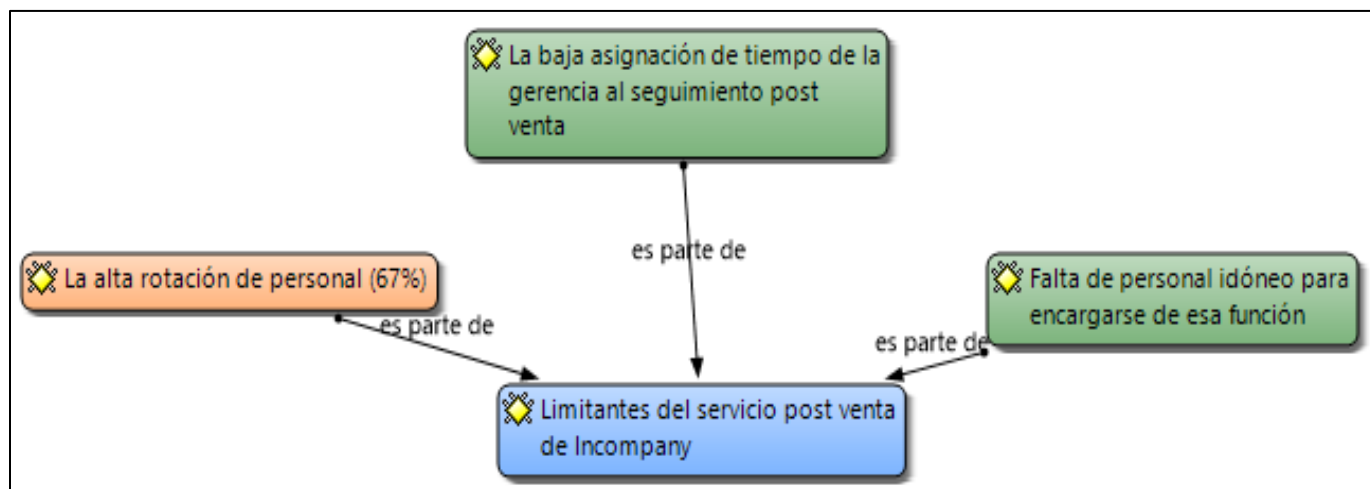 La baja asignación de tiempo de la
gerencia al seguimiento post
venta
es parte de
La alta rotación de personal (67%)
es parte de
Falta de personal idóneo para
encargarse de esa función
es parte de
Limitantes del servicio post venta
de Incompany